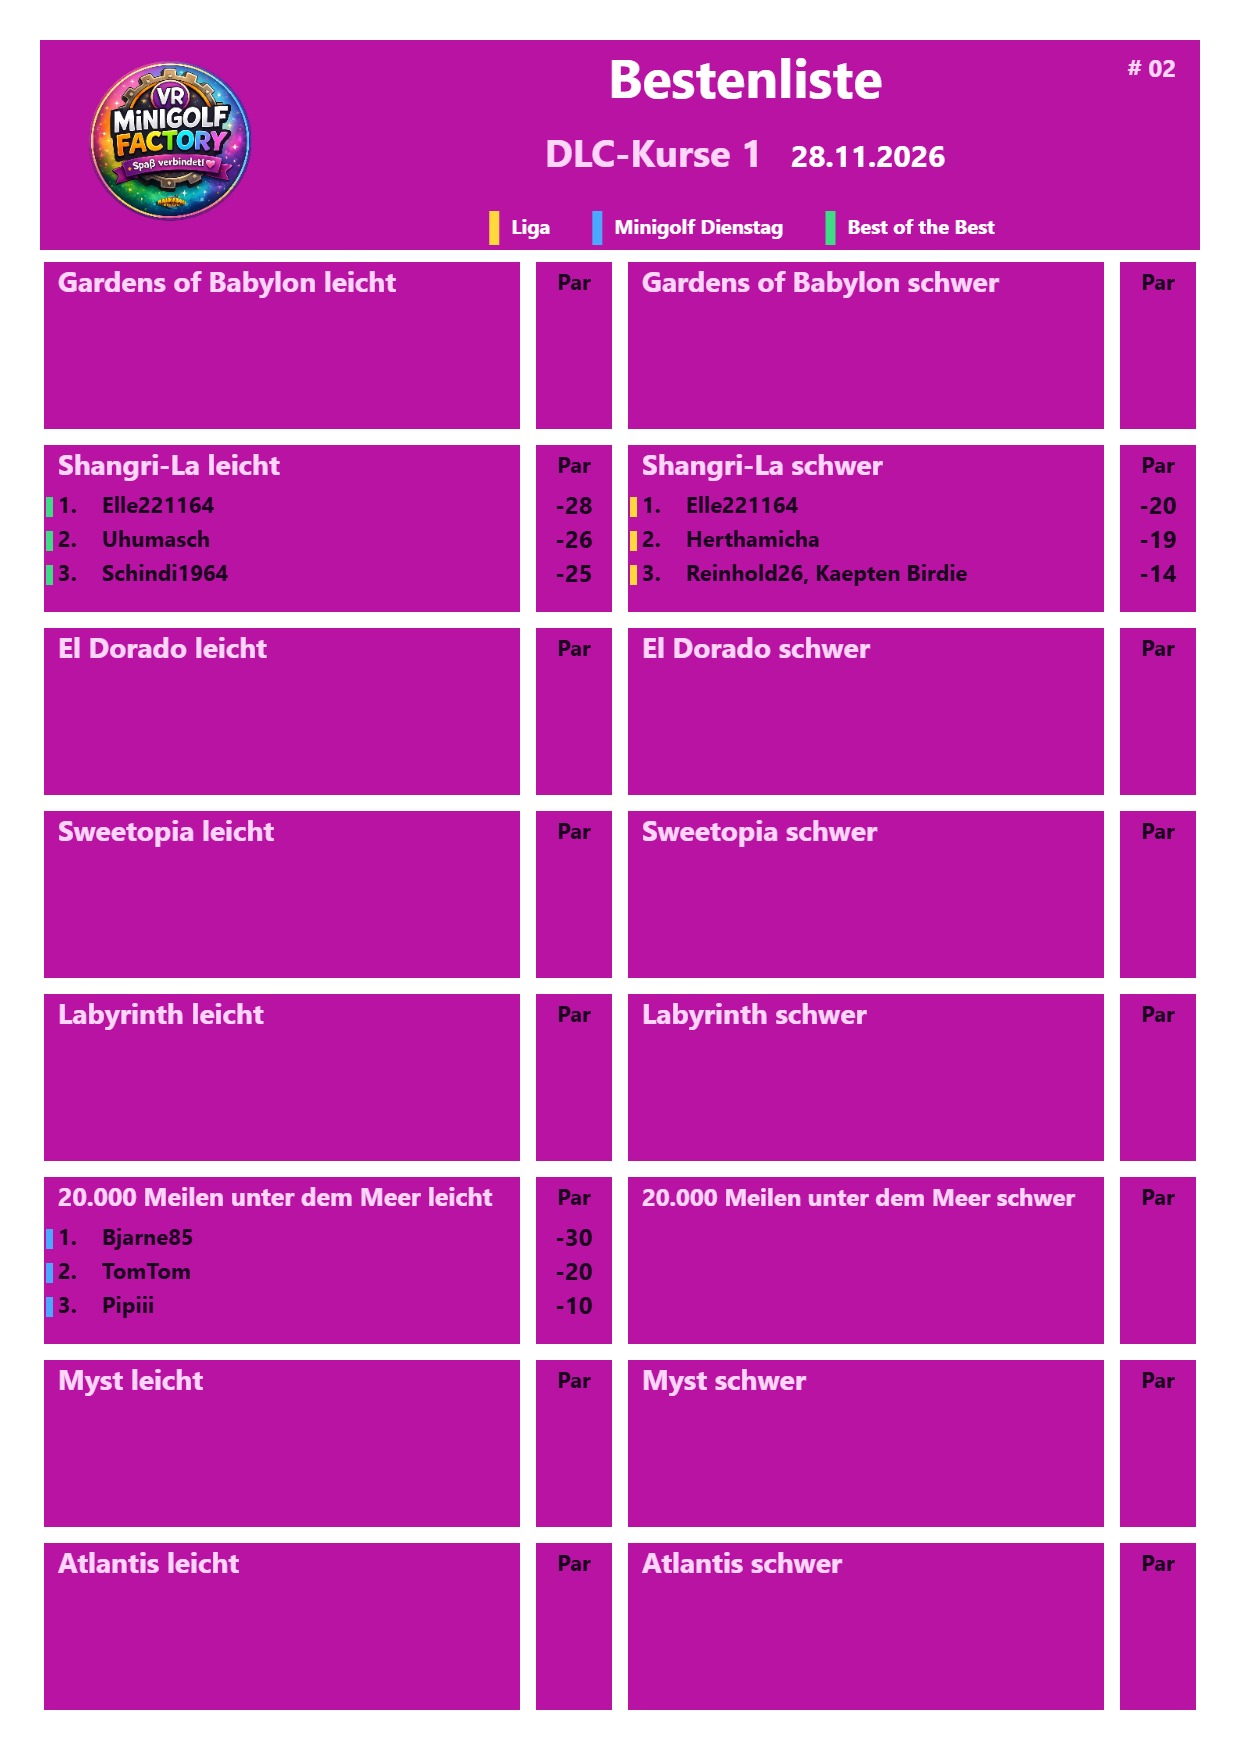 VR
MiNiGOLF
FACTORY
Spaß verbindet!
Bestenliste
# 02
DLC-Kurse 1 28.11.2026
Liga Minigolf Dienstag Best of the Best
Gardens of Babylon leicht Par Gardens of Babylon schwer Par
Shangri-La leicht Par Shangri-La schwer Par
1. Elle221164 -28 1. Elle221164 -20
2. Uhumasch -26 2. Herthamicha -19
3. Schindi1964 -25 3. Reinhold26, Kaepten Birdie -14
El Dorado leicht Par El Dorado schwer Par
Sweetopia leicht Par Sweetopia schwer Par
Labyrinth leicht Par Labyrinth schwer Par
20.000 Meilen unter dem Meer leicht Par 20.000 Meilen unter dem Meer schwer Par
1. Bjarne85 -30
2. TomTom -20
3. Pipiii -10
Myst leicht Par Myst schwer Par
Atlantis leicht Par Atlantis schwer Par